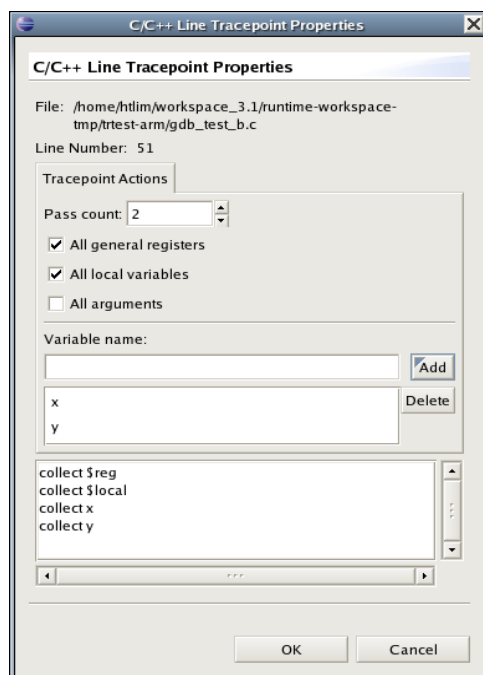 C/C++ Line Tracepoint Properties
C/C++ Line Tracepoint Properties
File: /home/htlim/workspace_3.1/runtime-workspace-
tmp/trtest-arm/gdb_test_b.c
Line Number: 51
Tracepoint Actions
Pass count: 2
All general registers
All local variables
All arguments
Variable name:
Add
x
Delete
y
collect $reg
collect $local
collect x
collect y
OK Cancel